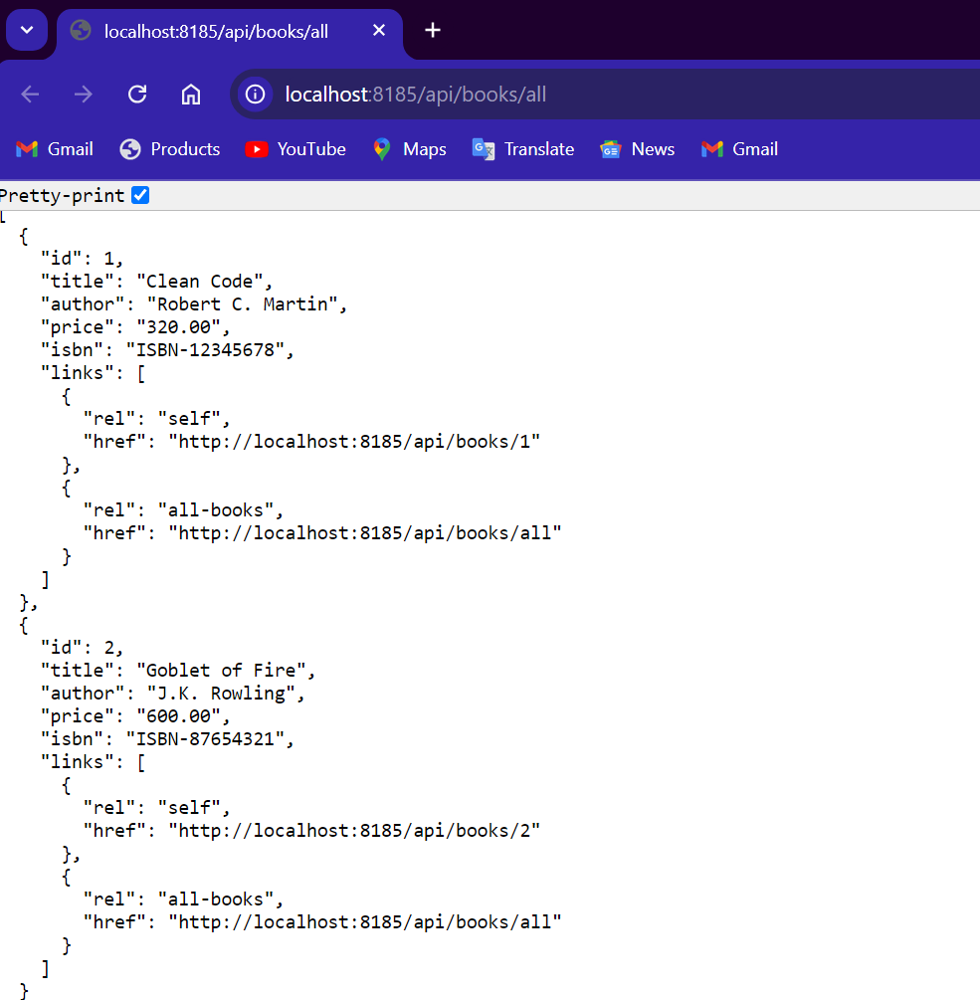 localhost:8185/api/books/all
localhost:8185/api/books/all
Gmail Products YouTube Maps Translate News Gmail
Pretty-print
[
  {
    "id": 1,
    "title": "Clean Code",
    "author": "Robert C. Martin",
    "price": "320.00",
    "isbn": "ISBN-12345678",
    "links": [
      {
        "rel": "self",
        "href": "http://localhost:8185/api/books/1"
      },
      {
        "rel": "all-books",
        "href": "http://localhost:8185/api/books/all"
      }
    ]
  },
  {
    "id": 2,
    "title": "Goblet of Fire",
    "author": "J.K. Rowling",
    "price": "600.00",
    "isbn": "ISBN-87654321",
    "links": [
      {
        "rel": "self",
        "href": "http://localhost:8185/api/books/2"
      },
      {
        "rel": "all-books",
        "href": "http://localhost:8185/api/books/all"
      }
    ]
  }